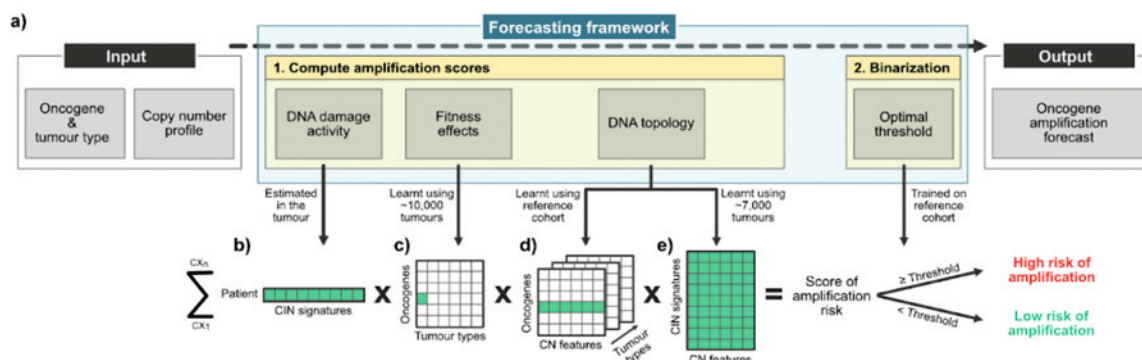 a)
Forecasting framework
Input
Oncogene
&
tumour type
Copy number
profile
1. Compute amplification scores
DNA damage
activity
Fitness
effects
DNA topology
2. Binarization
Optimal
threshold
Output
Oncogene
amplification
forecast
Estimated
in the
tumour
Learnt using
~10,000
tumours
Learnt using
reference
cohort
Learnt using
~7,000
tumours
Trained on
reference
cohort
b)
CXn
∑
CX1
Patient
CIN signatures
x
c)
Oncogenes
Tumour types
x
d)
Oncogenes
CN features
Tumour
types
x
e)
CIN signatures
CN features
=
Score of
amplification
risk
≥ Threshold
< Threshold
High risk of
amplification
Low risk of
amplification